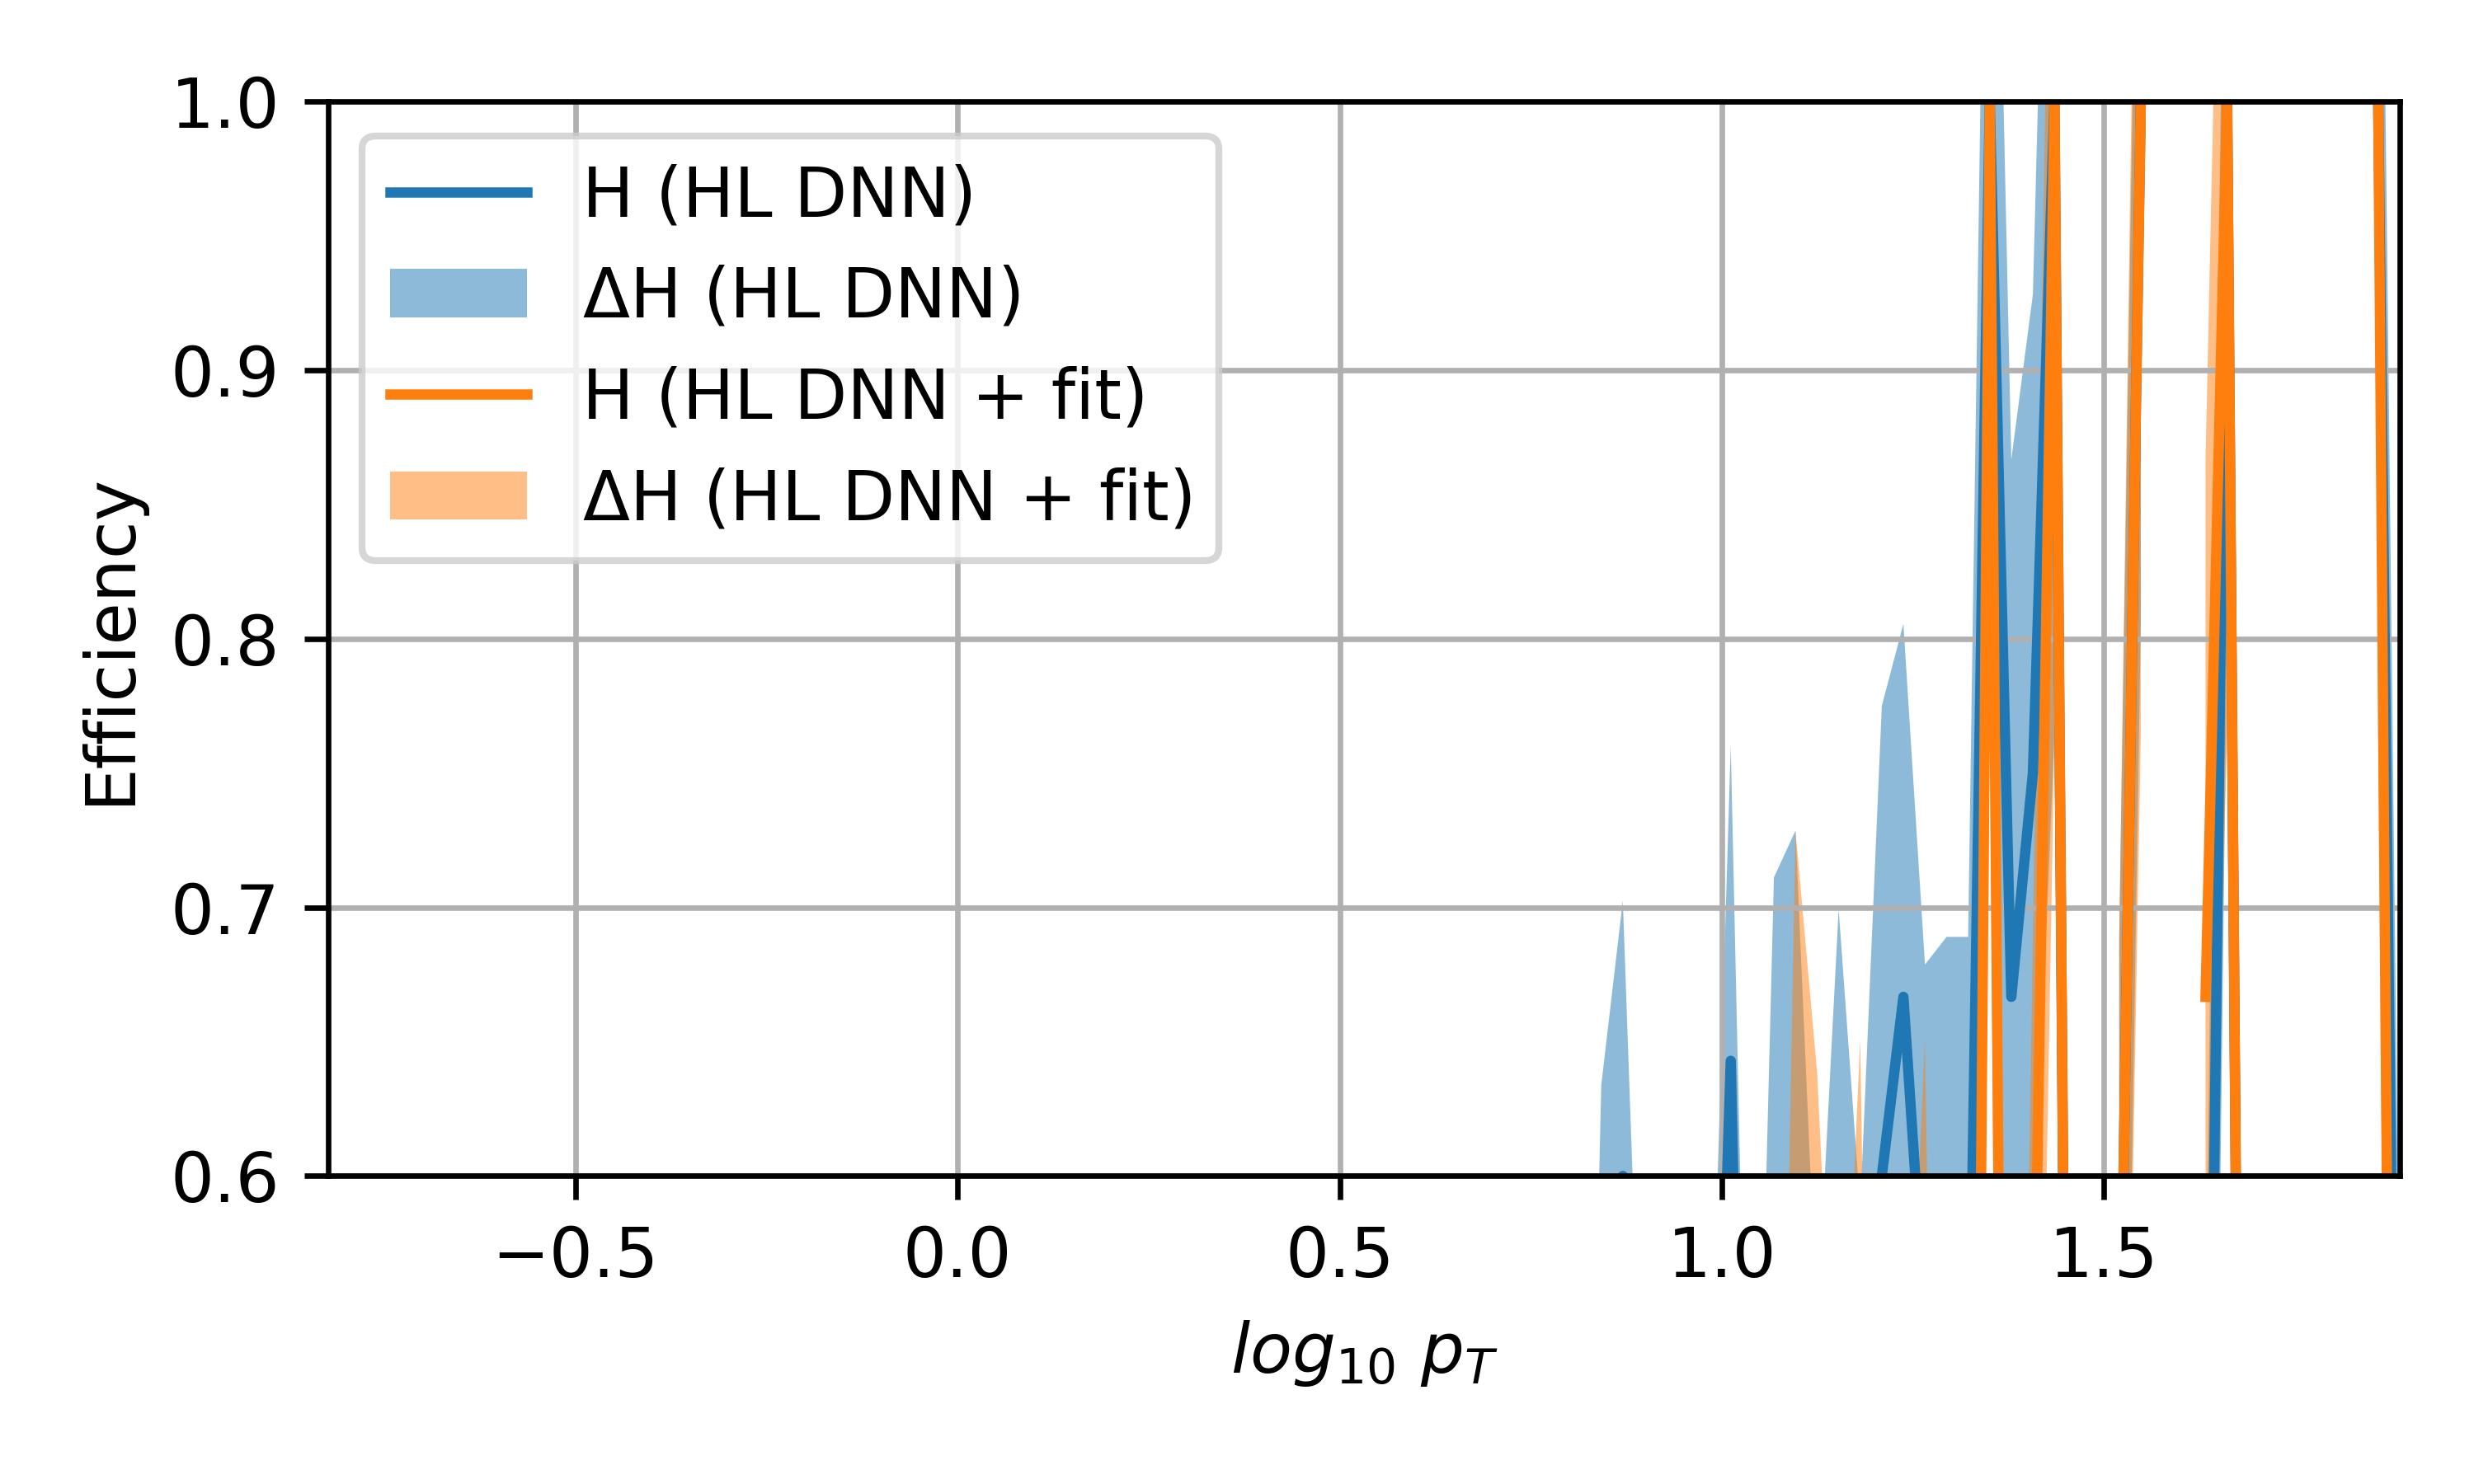 1.0
0.9
0.8
0.7
0.6
Efficiency
H (HL DNN)
ΔH (HL DNN)
H (HL DNN + fit)
ΔH (HL DNN + fit)
−0.5 0.0 0.5 1.0 1.5
log₁₀ p_T